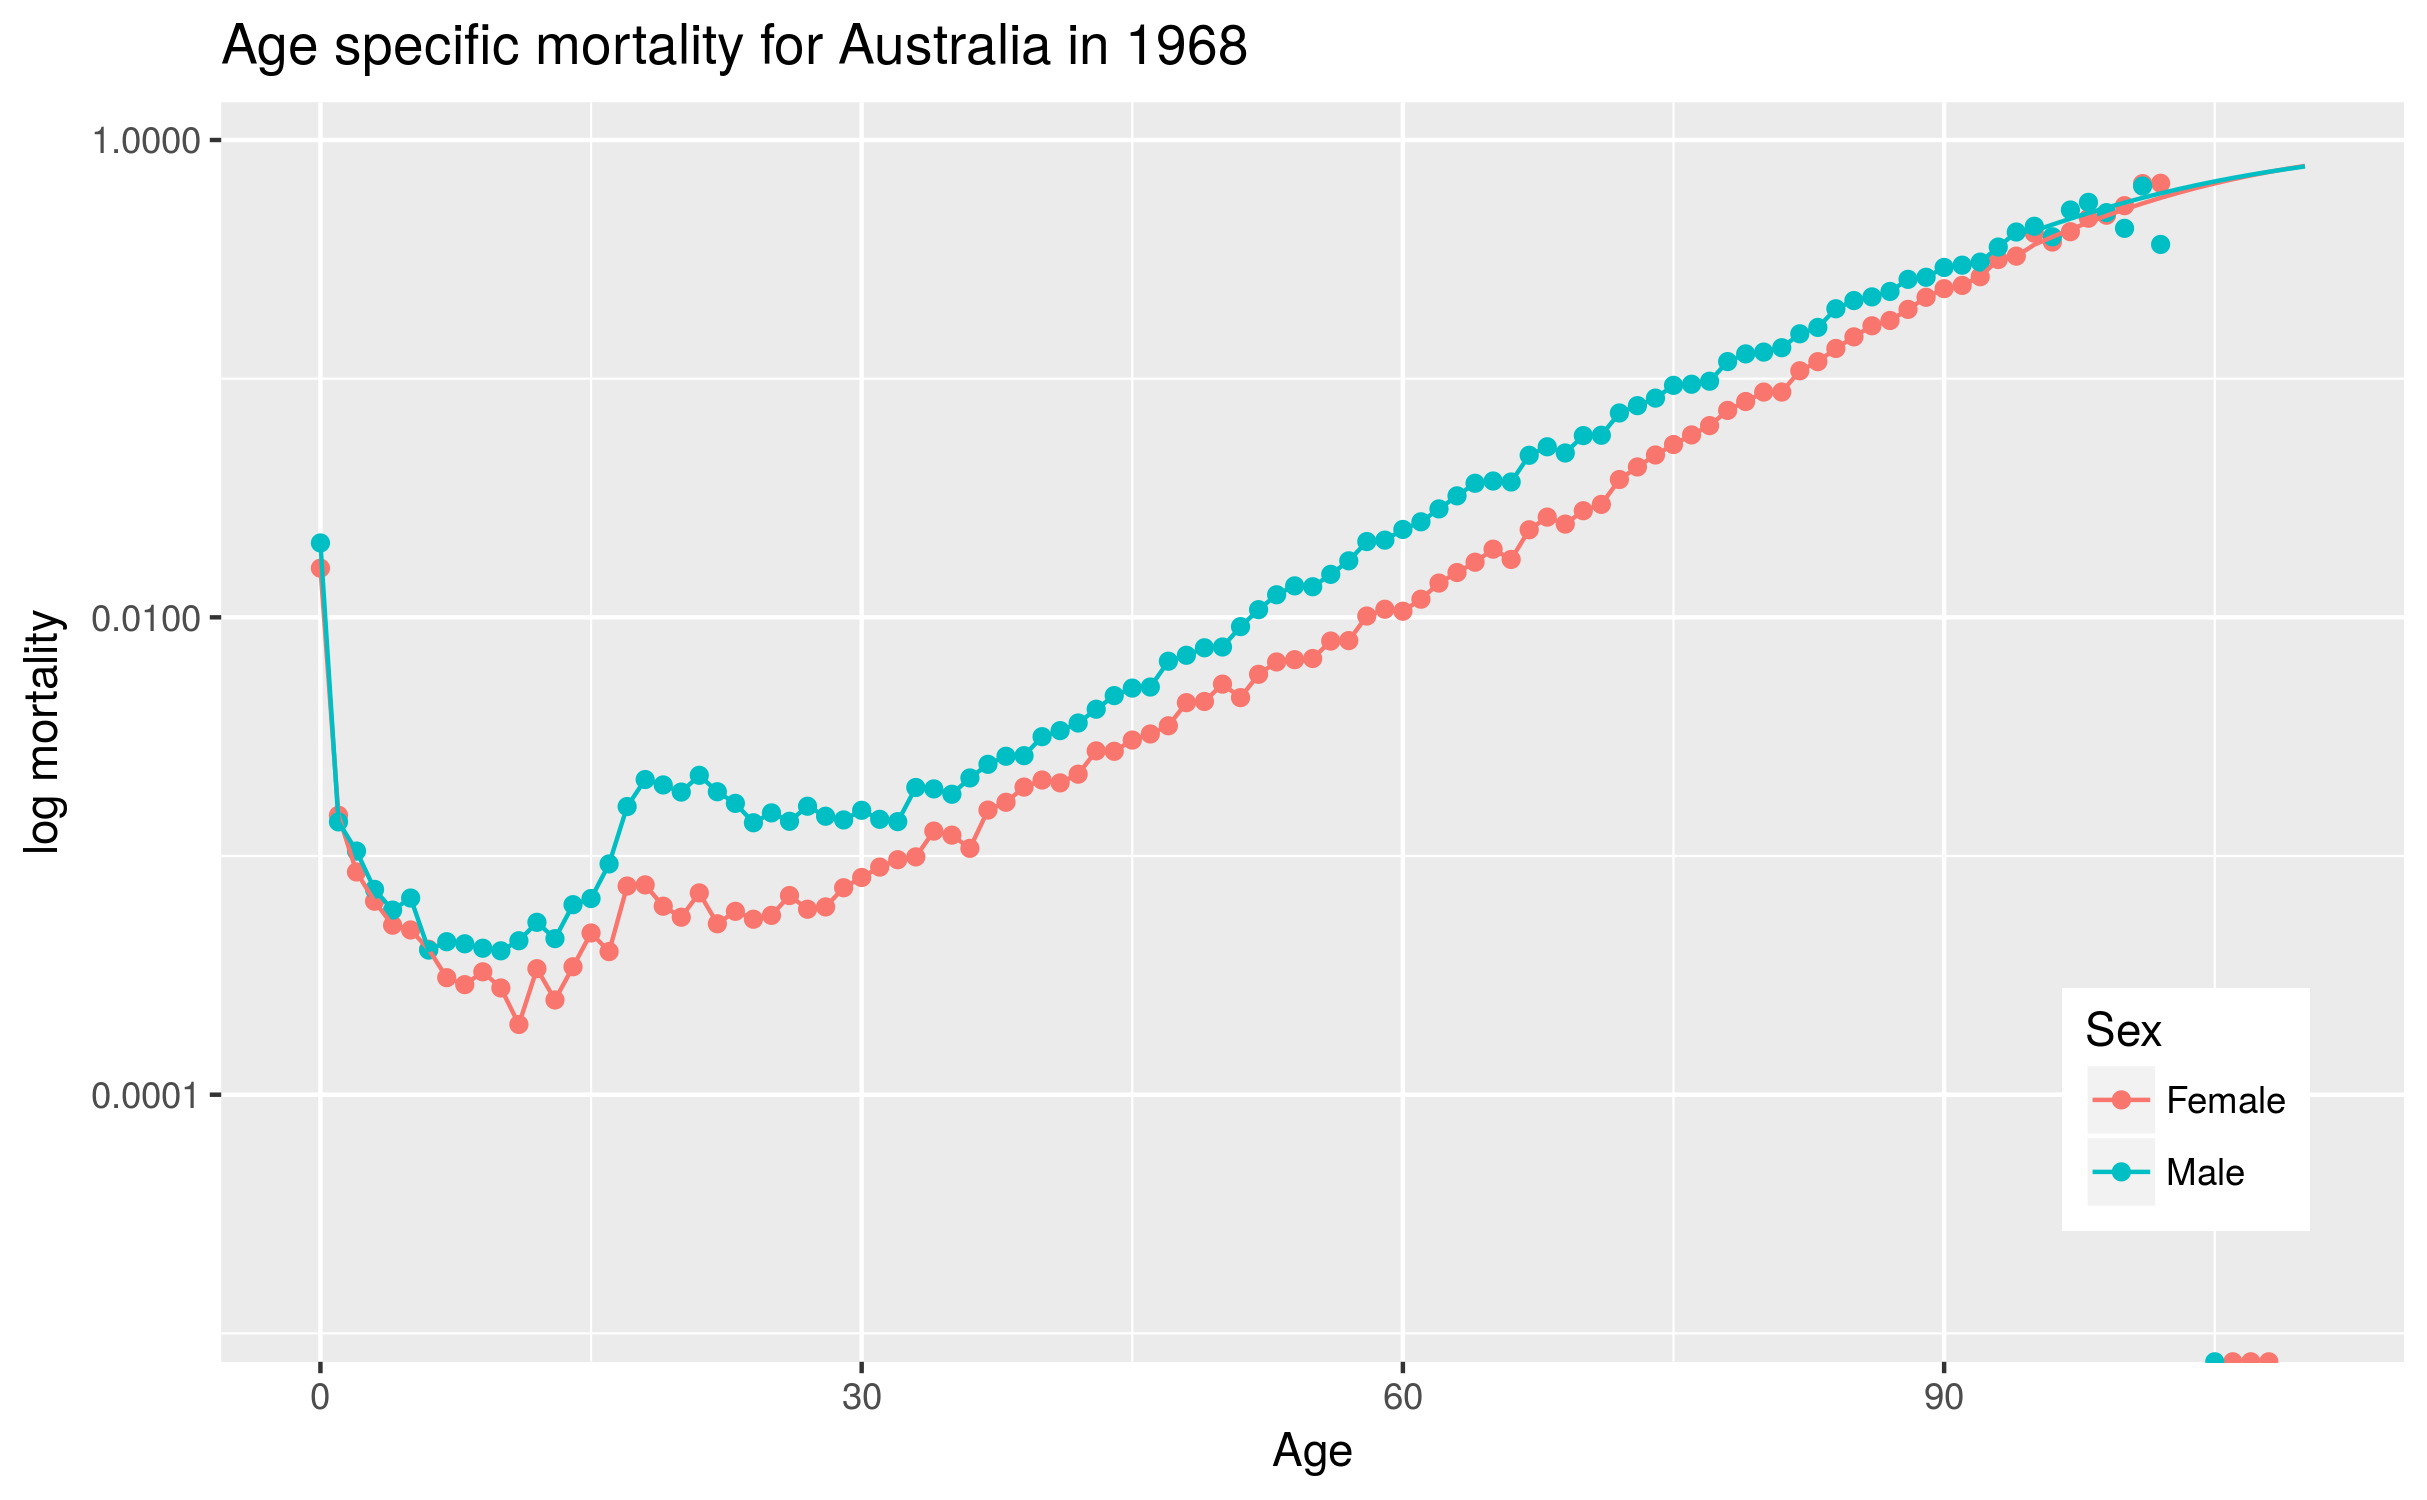 Age specific mortality for Australia in 1968
1.0000
0.0100
0.0001
log mortality
0
30
60
90
Age
Sex
Female
Male